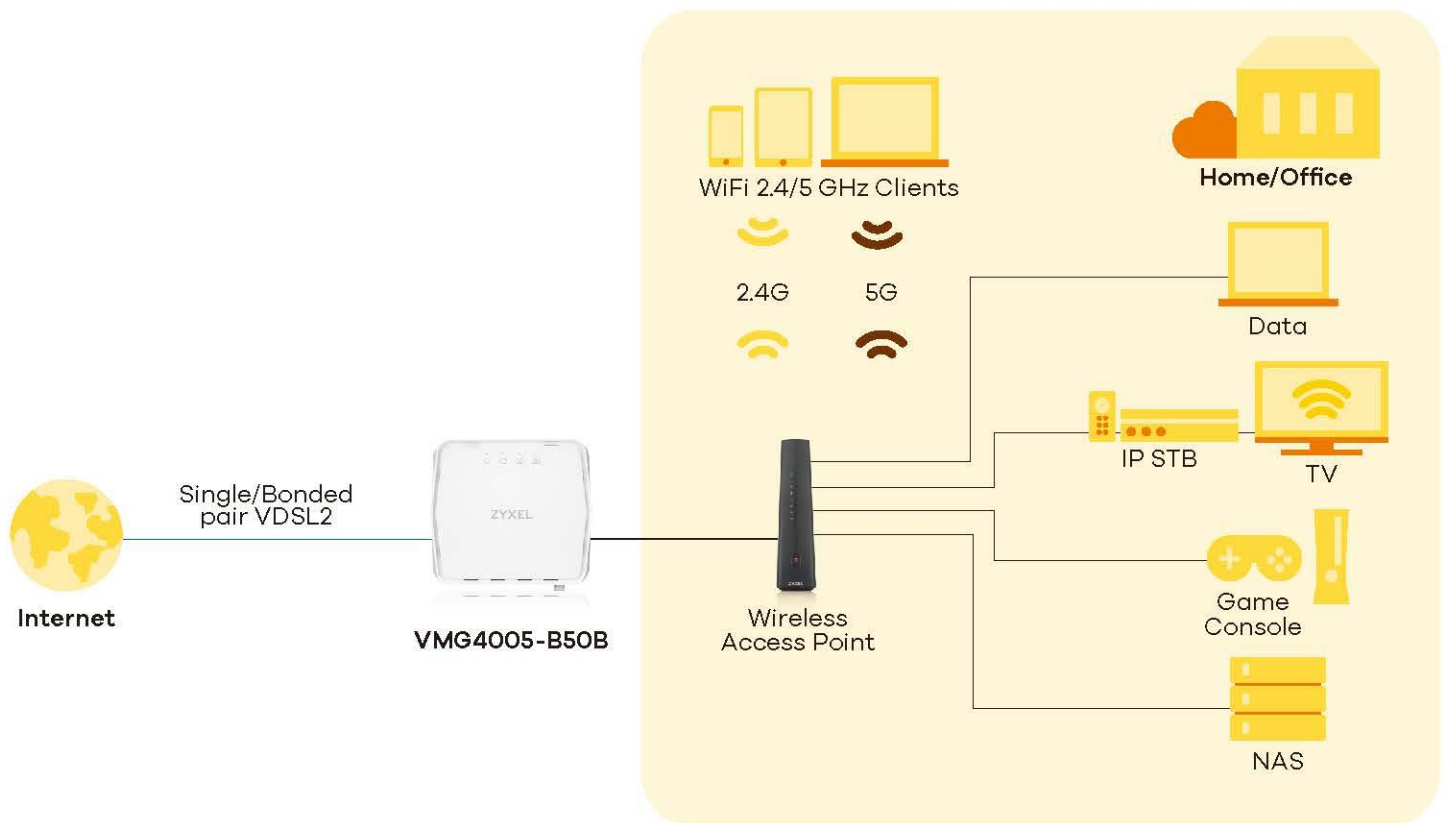 WiFi 2.4/5 GHz Clients
Home/Office
2.4G
5G
Data
IP STB
TV
Single/Bonded
pair VDSL2
ZYXEL
ZYXEL
Internet
VMG4005-B50B
Wireless
Access Point
Game
Console
NAS